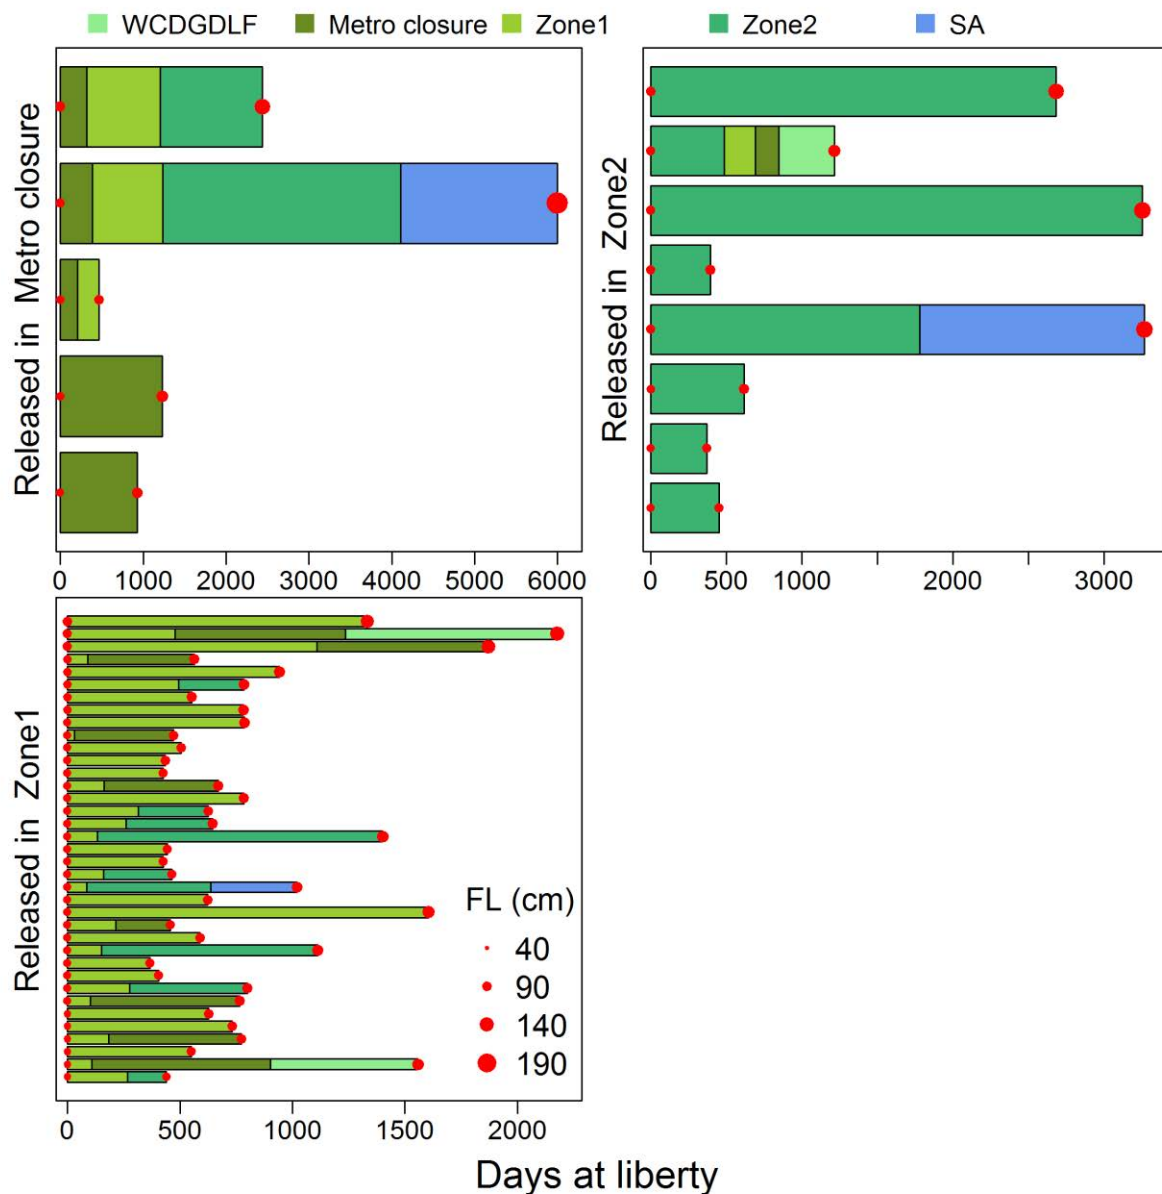 WCDGDLF Metro closure Zone1 Zone2 SA
Released in Metro closure
0 1000 2000 3000 4000 5000 6000
Released in Zone2
0 500 1000 2000 3000
Released in Zone1
FL (cm)
40
90
140
190
0 500 1000 1500 2000
Days at liberty